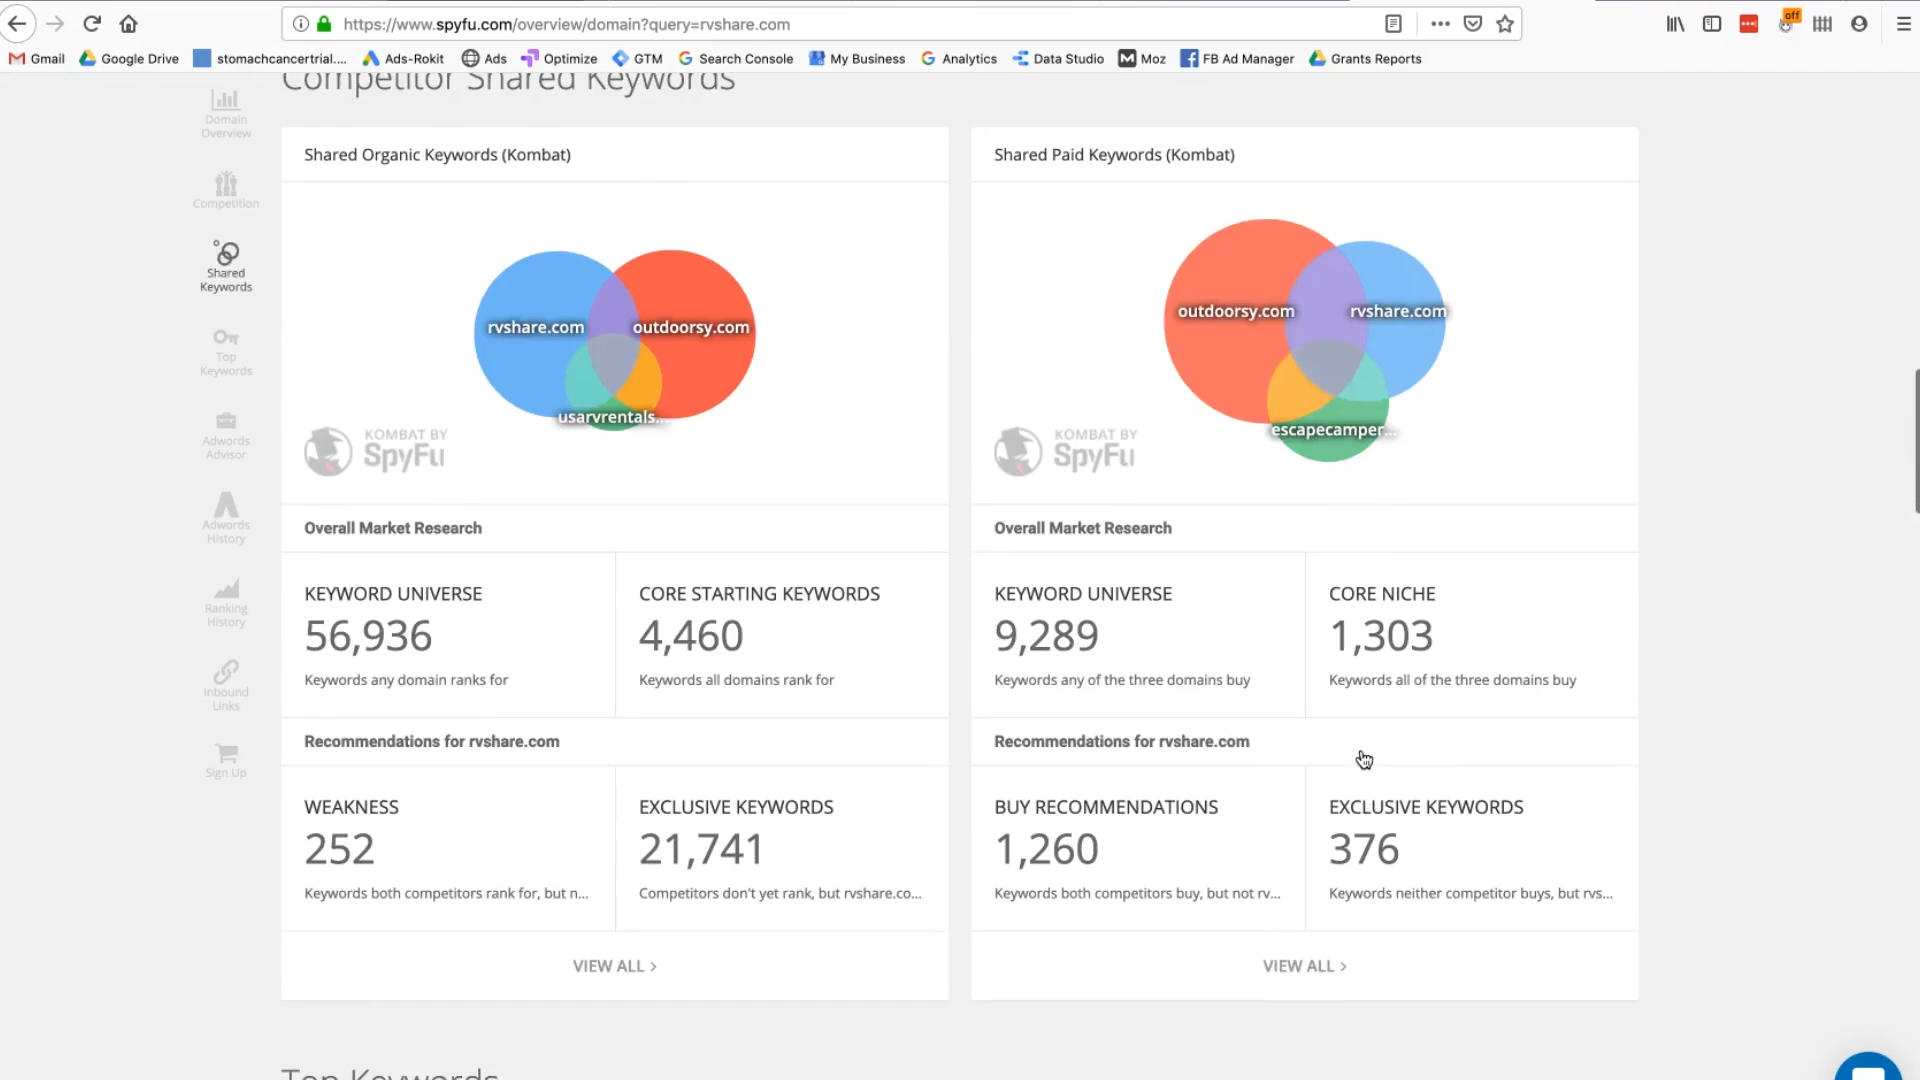 https://www.spyfu.com/overview/domain?query=rvshare.com
off
Gmail Google Drive stomachcancertrial.... Ads-Rokit Ads Optimize GTM Search Console My Business Analytics Data Studio Moz FB Ad Manager Grants Reports
Competitor Shared Keywords
Domain
Overview
Competition
Shared
Keywords
Top
Keywords
Adwords
Advisor
Adwords
History
Ranking
History
Inbound
Links
Sign Up
Shared Organic Keywords (Kombat)
rvshare.com
outdoorsy.com
usarvrentals...
KOMBAT BY
SpyFu
Overall Market Research
KEYWORD UNIVERSE
56,936
Keywords any domain ranks for
CORE STARTING KEYWORDS
4,460
Keywords all domains rank for
Recommendations for rvshare.com
WEAKNESS
252
Keywords both competitors rank for, but n...
EXCLUSIVE KEYWORDS
21,741
Competitors don't yet rank, but rvshare.co...
VIEW ALL >
Shared Paid Keywords (Kombat)
outdoorsy.com
rvshare.com
escapecamper...
KOMBAT BY
SpyFu
Overall Market Research
KEYWORD UNIVERSE
9,289
Keywords any of the three domains buy
CORE NICHE
1,303
Keywords all of the three domains buy
Recommendations for rvshare.com
BUY RECOMMENDATIONS
1,260
Keywords both competitors buy, but not rv...
EXCLUSIVE KEYWORDS
376
Keywords neither competitor buys, but rvs...
VIEW ALL >
Top Keywords